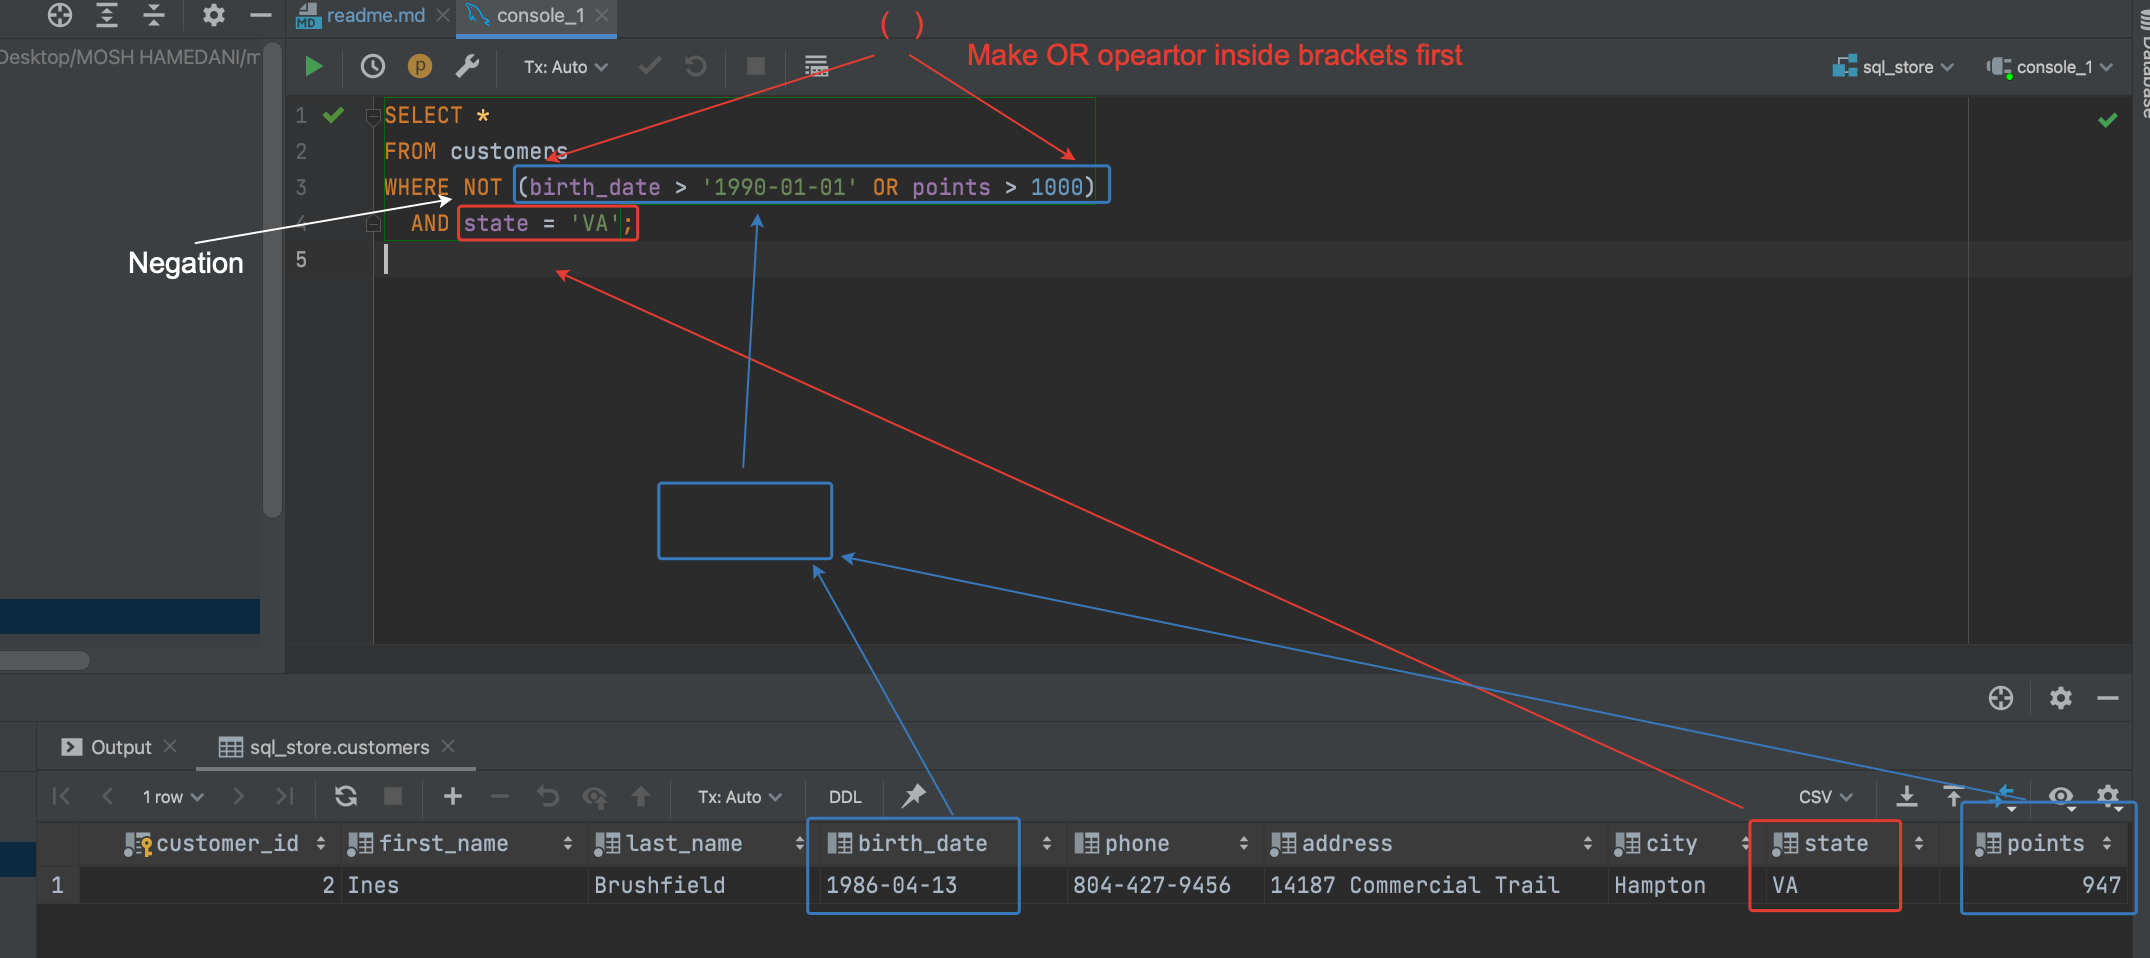 readme.md
console_1
( )
Make OR opeartor inside brackets first
Desktop/MOSH HAMEDANI/m
Tx: Auto
sql_store
console_1
Database
1 SELECT *
2 FROM customers
3 WHERE NOT (birth_date > '1990-01-01' OR points > 1000)
4 AND state = 'VA';
5
Negation
Output
sql_store.customers
1 row
Tx: Auto
DDL
CSV
customer_id first_name last_name birth_date phone address city state points
1 2 Ines Brushfield 1986-04-13 804-427-9456 14187 Commercial Trail Hampton VA 947